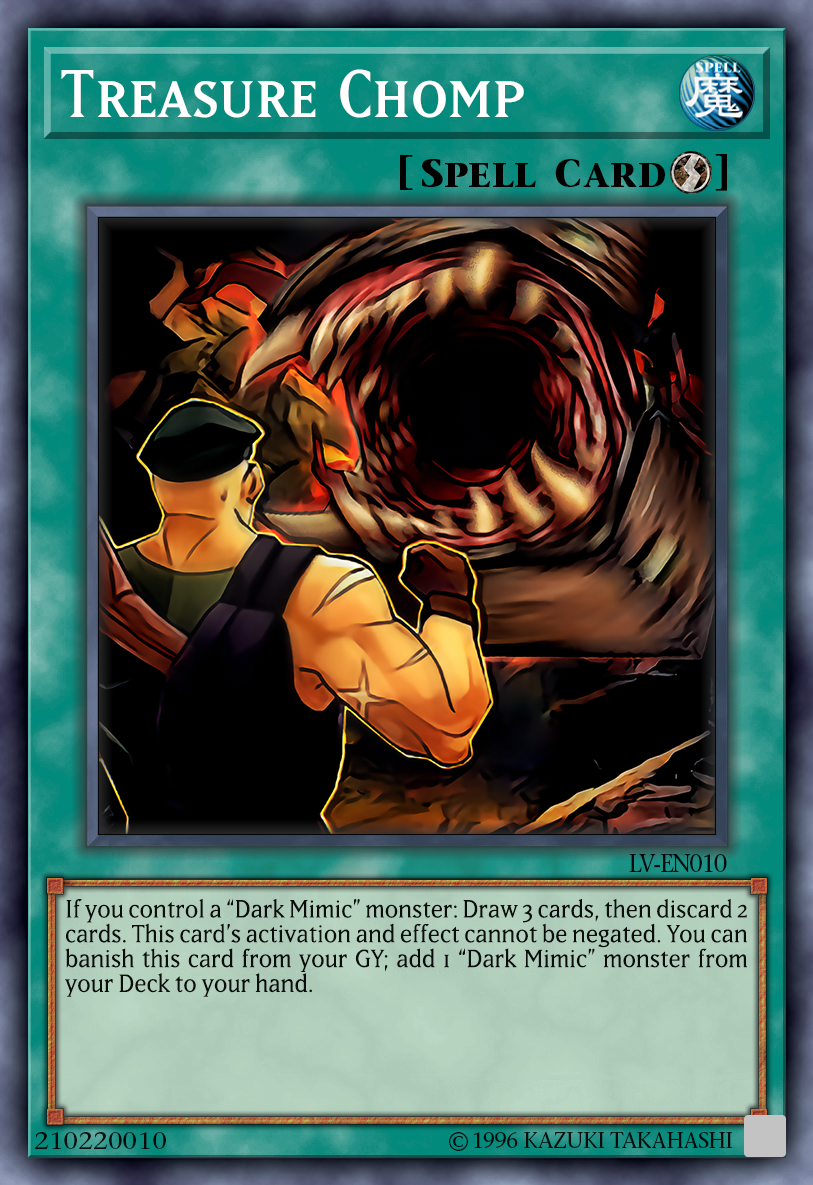 Treasure Chomp
SPELL
魔
[Spell Card]
LV-EN010
If you control a “Dark Mimic” monster: Draw 3 cards, then discard 2
cards. This card's activation and effect cannot be negated. You can
banish this card from your GY; add 1 “Dark Mimic” monster from
your Deck to your hand.
210220010
© 1996 KAZUKI TAKAHASHI